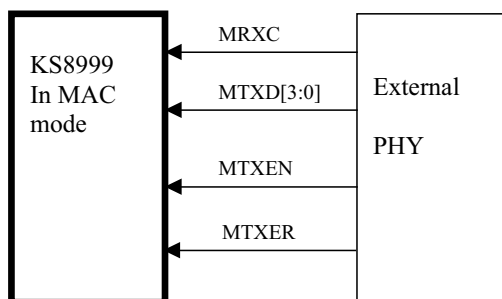 KS8999
In MAC
mode
MRXC
MTXD[3:0]
MTXEN
MTXER
External
PHY